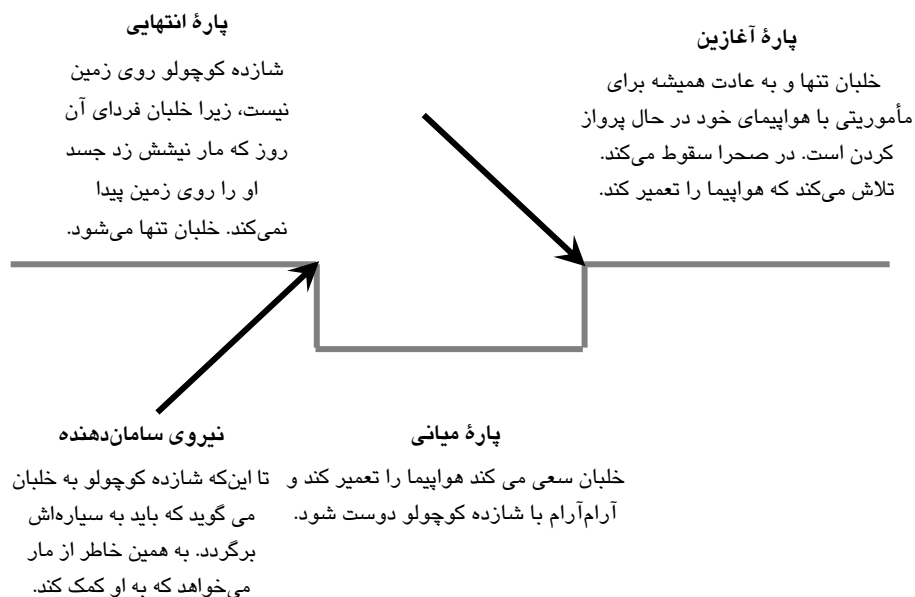 پارهٔ آغازین
خلبان تنها و به عادت همیشه برای
مأموریتی با هواپیمای خود در حال پرواز
کردن است. در صحرا سقوط می‌کند.
تلاش می‌کند که هواپیما را تعمیر کند.
پارهٔ انتهایی
شازده کوچولو روی زمین
نیست، زیرا خلبان فردای آن
روز که مار نیشش زد جسد
او را روی زمین پیدا
نمی‌کند. خلبان تنها می‌شود.
پارهٔ میانی
خلبان سعی می کند هواپیما را تعمیر کند و
آرام‌آرام با شازده کوچولو دوست شود.
نیروی سامان‌دهنده
تا این‌که شازده کوچولو به خلبان
می گوید که باید به سیاره‌اش
برگردد. به همین خاطر از مار
می‌خواهد که به او کمک کند.